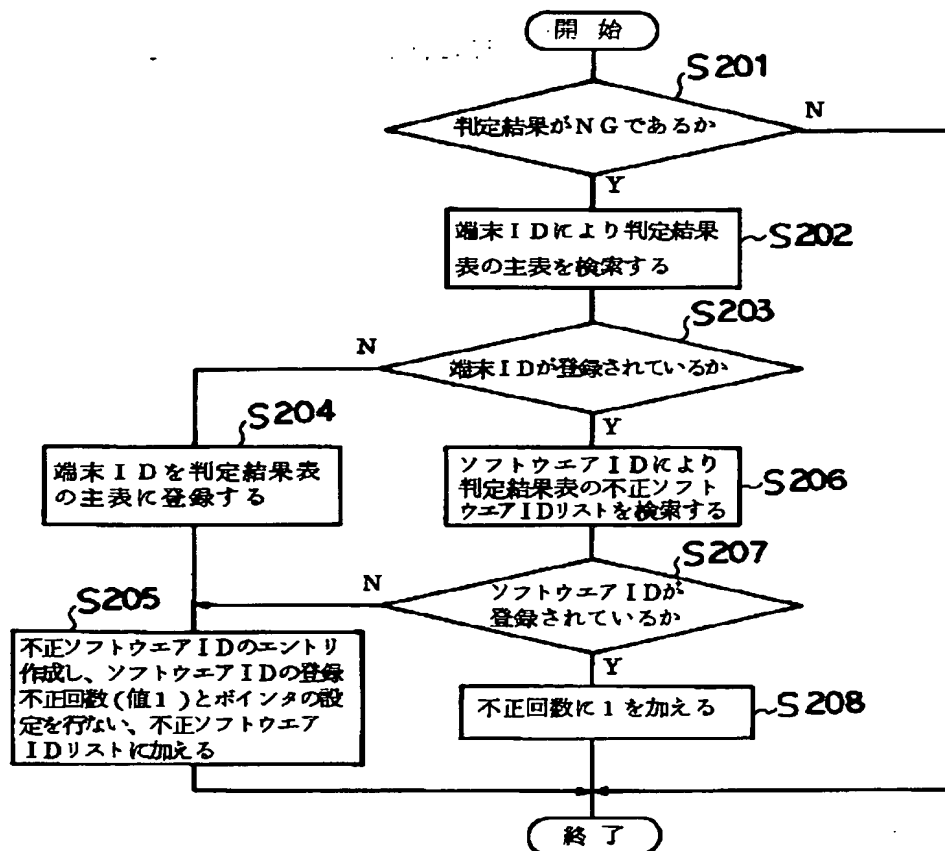 開始
S201
判定結果がNGであるか
N
Y
端末IDにより判定結果
表の主表を検索する
S202
S203
端末IDが登録されているか
N
Y
S204
端末IDを判定結果表
の主表に登録する
ソフトウエアIDにより
判定結果表の不正ソフト
ウエアIDリストを検索する
S206
S207
ソフトウエアIDが
登録されているか
N
Y
S205
不正ソフトウエアIDのエントリ
作成し、ソフトウエアIDの登録
不正回数(値1)とポインタの設
定を行ない、不正ソフトウエア
IDリストに加える
不正回数に1を加える
S208
終了